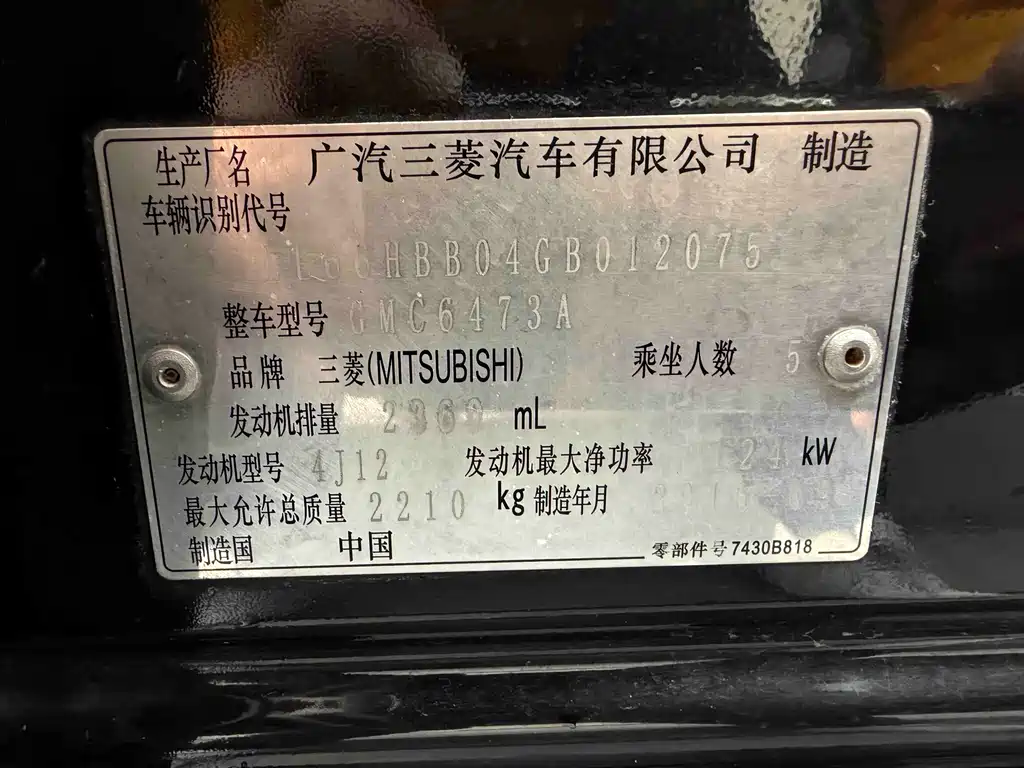 生产厂名 广汽三菱汽车有限公司 制造
车辆识别代号
HBB04GB012075
整车型号 GMC6473A
品牌 三菱(MITSUBISHI) 乘坐人数 5
发动机排量 2360 mL
发动机型号 4J12 发动机最大净功率 124 kW
最大允许总质量 2210 kg 制造年月
制造国 中国 零部件号7430B818